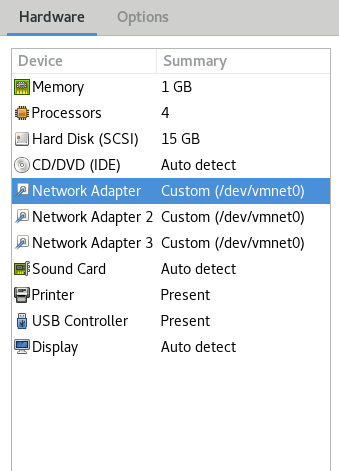 Hardware Options
Device Summary
Memory 1 GB
Processors 4
Hard Disk (SCSI) 15 GB
CD/DVD (IDE) Auto detect
Network Adapter Custom (/dev/vmnet0)
Network Adapter 2 Custom (/dev/vmnet0)
Network Adapter 3 Custom (/dev/vmnet0)
Sound Card Auto detect
Printer Present
USB Controller Present
Display Auto detect